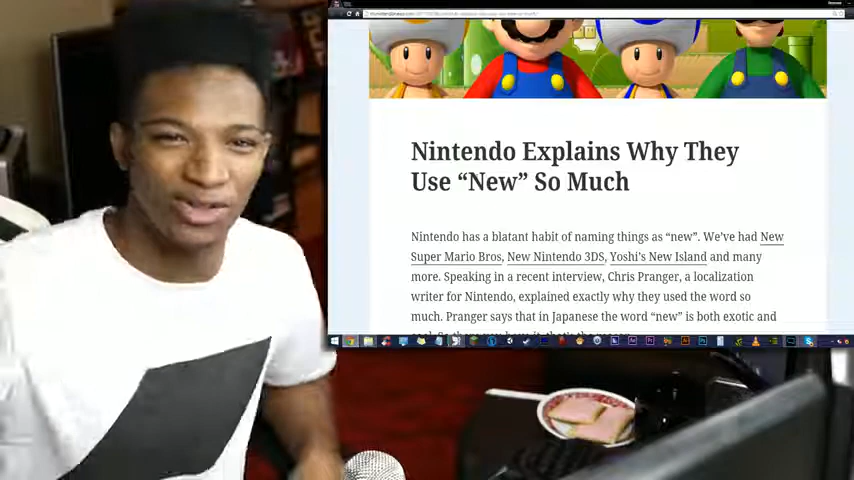 Nintendo Explains Why They
Use “New” So Much
Nintendo has a blatant habit of naming things as “new”. We’ve had New
Super Mario Bros, New Nintendo 3DS, Yoshi’s New Island and many
more. Speaking in a recent interview, Chris Pranger, a localization
writer for Nintendo, explained exactly why they used the word so
much. Pranger says that in Japanese the word “new” is both exotic and